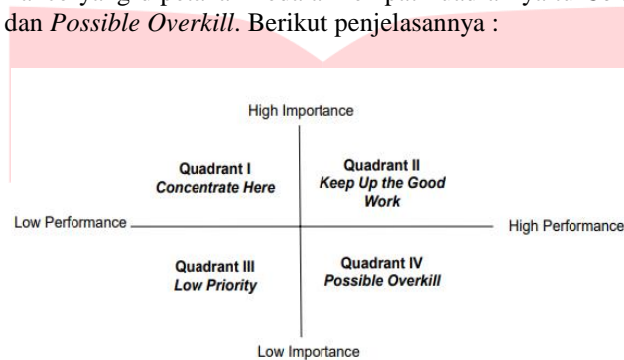 dan Possible Overkill. Berikut penjelasannya :
High Importance
Quadrant I
Concentrate Here
Quadrant II
Keep Up the Good
Work
Low Performance
High Performance
Quadrant III
Low Priority
Quadrant IV
Possible Overkill
Low Importance